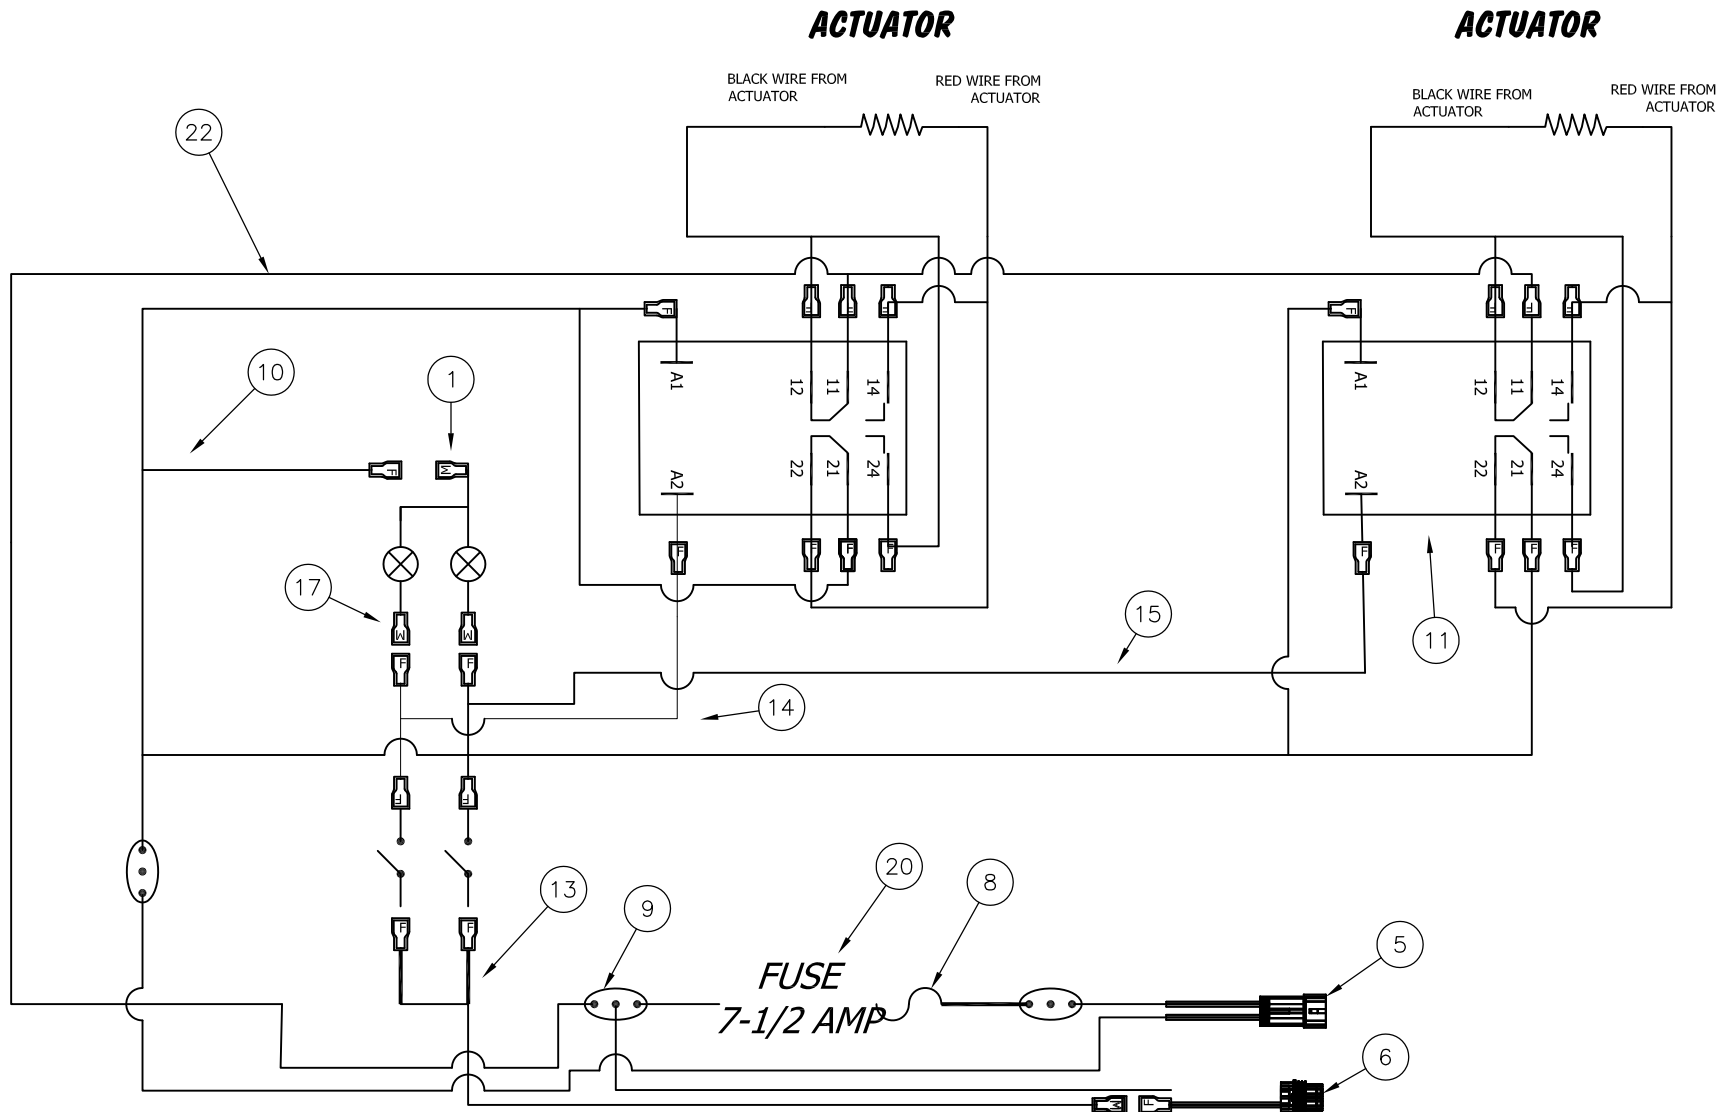 ACTUATOR
ACTUATOR
BLACK WIRE FROM
ACTUATOR
RED WIRE FROM
ACTUATOR
BLACK WIRE FROM
ACTUATOR
RED WIRE FROM
ACTUATOR
22
F
F
F
F
F
F
F
F
10
1
A1
12
11
14
A1
12
11
14
F
M
A2
22
21
24
A2
22
21
24
F
F
F
F
F
F
F
F
17
M
M
15
11
F
F
14
F
F
20
8
13
9
F
F
5
FUSE
7-1/2 AMP
6
M
F